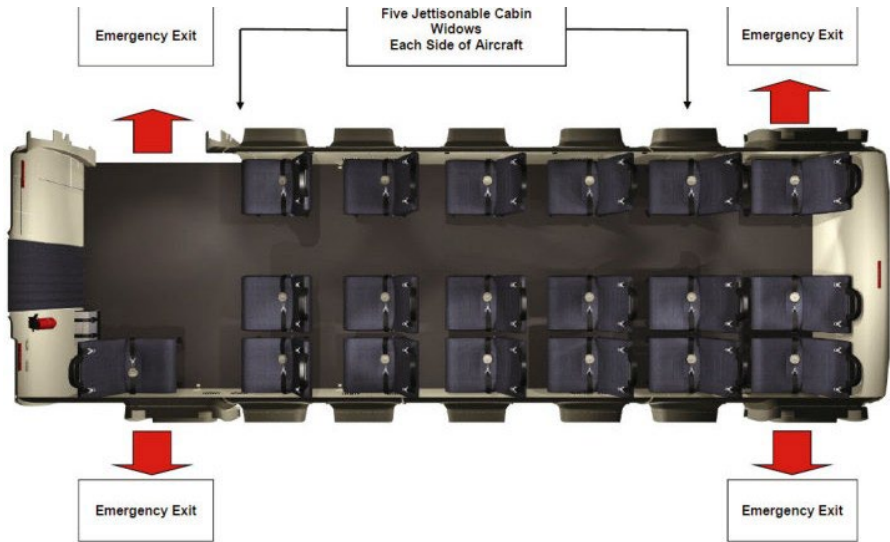 Emergency Exit
Five Jettisonable Cabin
Widows
Each Side of Aircraft
Emergency Exit
Emergency Exit
Emergency Exit